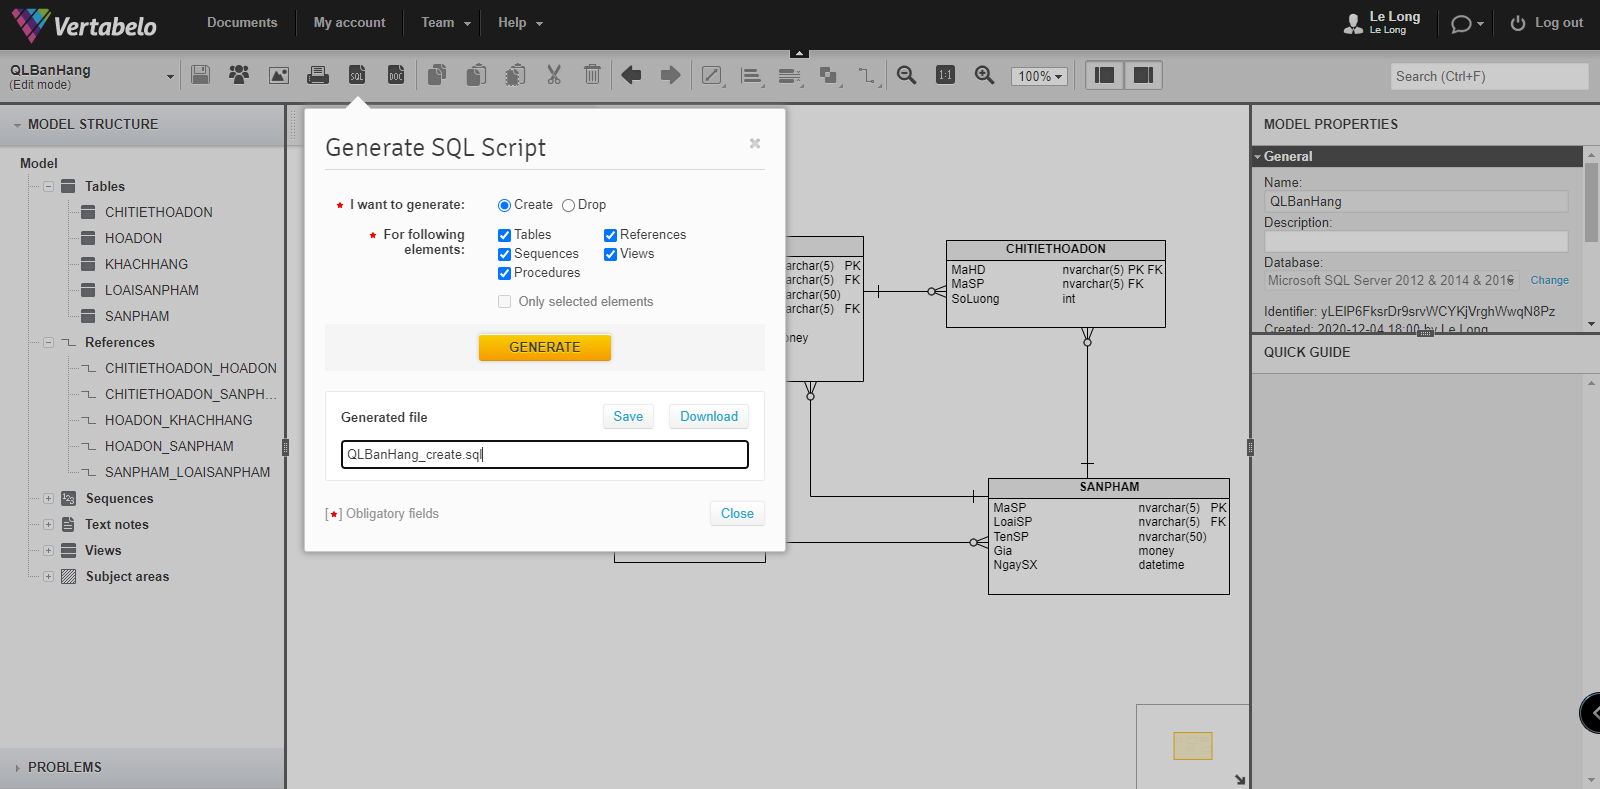 Vertabelo
Documents
My account
Team
Help
Le Long
Le Long
Log out
QLBanHang
(Edit mode)
SQL
DOC
1:1
100%
Search (Ctrl+F)
MODEL STRUCTURE
Model
Tables
CHITIETHOADON
HOADON
KHACHHANG
LOAISANPHAM
SANPHAM
References
CHITIETHOADON_HOADON
CHITIETHOADON_SANPH...
HOADON_KHACHHANG
HOADON_SANPHAM
SANPHAM_LOAISANPHAM
123
Sequences
Text notes
Views
Subject areas
PROBLEMS
Generate SQL Script
* I want to generate:
Create
Drop
* For following
elements:
Tables
References
Sequences
Views
Procedures
Only selected elements
GENERATE
Generated file
Save
Download
QLBanHang_create.sql
[*] Obligatory fields
Close
archar(5) PK
archar(5) FK
archar(50)
archar(5) FK
oney
CHITIETHOADON
MaHD nvarchar(5) PK FK
MaSP nvarchar(5) FK
SoLuong int
SANPHAM
MaSP nvarchar(5) PK
LoaiSP nvarchar(5) FK
TenSP nvarchar(50)
Gia money
NgaySX datetime
MODEL PROPERTIES
General
Name:
QLBanHang
Description:
Database:
Microsoft SQL Server 2012 & 2014 & 2016
Change
Identifier: yLEIP6FksrDr9srvWCYKjVrghWwqN8Pz
Created: 2020-12-04 18:00 by Le Long
QUICK GUIDE